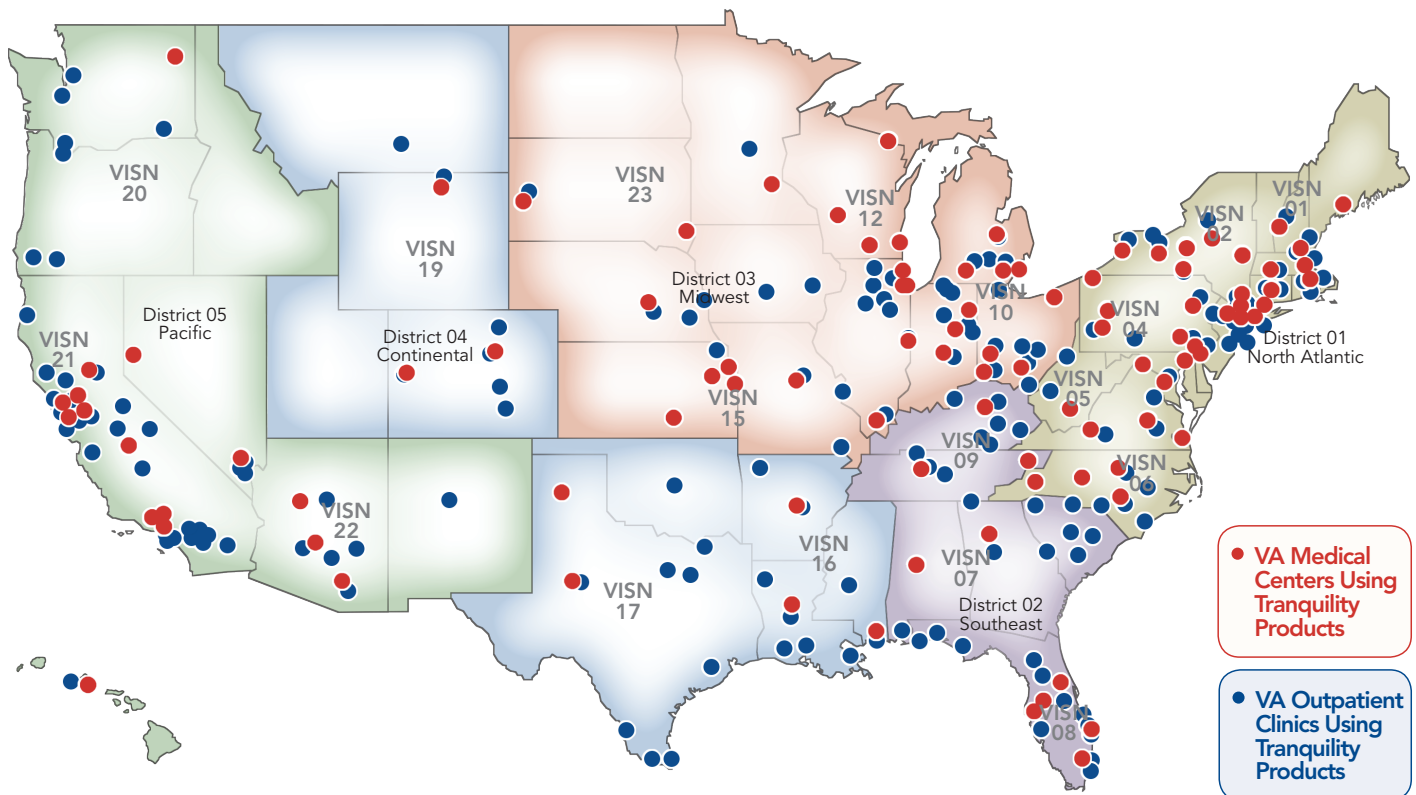 VISN
20
VISN
19
VISN
23
VISN
12
VISN
02
VISN
01
District 05
Pacific
VISN
21
District 04
Continental
District 03
Midwest
VISN
10
VISN
04
District 01
North Atlantic
VISN
15
VISN
05
VISN
09
VISN
06
VISN
22
VISN
17
VISN
16
VISN
07
District 02
Southeast
VISN
08
VA Medical
Centers Using
Tranquility
Products
VA Outpatient
Clinics Using
Tranquility
Products